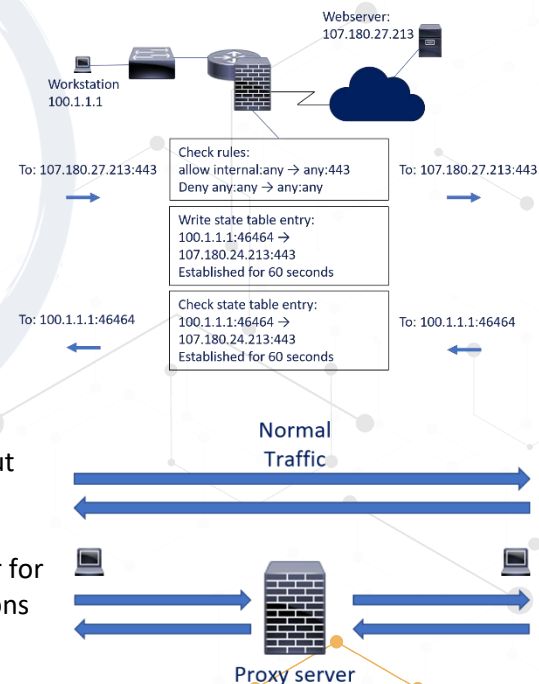 Webserver:
107.180.27.213
Workstation
100.1.1.1
To: 107.180.27.213:443
Check rules:
allow internal:any → any:443
Deny any:any → any:any
To: 107.180.27.213:443
Write state table entry:
100.1.1.1:46464 →
107.180.24.213:443
Established for 60 seconds
To: 100.1.1.1:46464
Check state table entry:
100.1.1.1:46464 →
107.180.24.213:443
Established for 60 seconds
To: 100.1.1.1:46464
Normal
Traffic
for
Proxy server